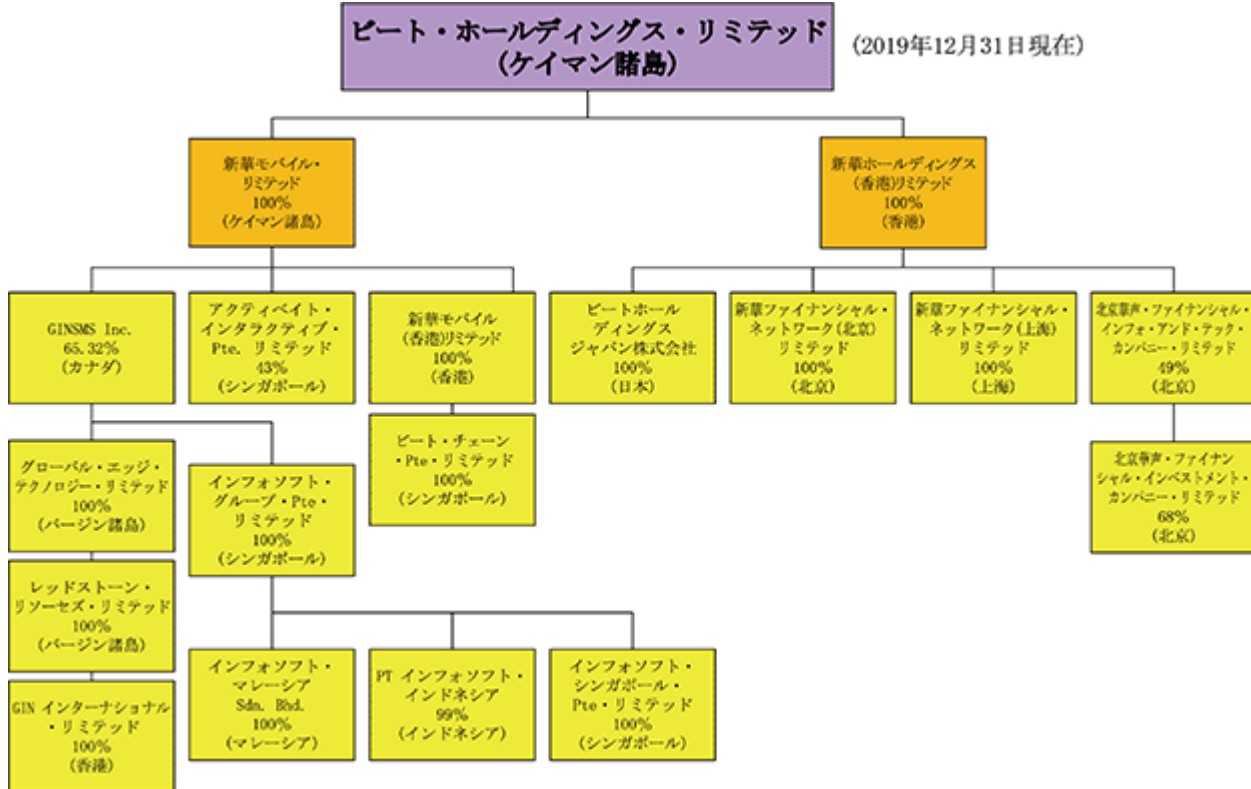 ビート・ホールディングス・リミテッド
(ケイマン諸島)
(2019年12月31日現在)
新華モバイル・
リミテッド
100%
(ケイマン諸島)
新華ホールディングス
(香港)リミテッド
100%
(香港)
GINSMS Inc.
65.32%
(カナダ)
アクティベイト・
インタラクティブ・
Pte. リミテッド
43%
(シンガポール)
新華モバイル
(香港)リミテッド
100%
(香港)
ビートホール
ディングス
ジャパン株式会社
100%
(日本)
新華ファイナンシャル・
ネットワーク(北京)
リミテッド
100%
(北京)
新華ファイナンシャル・
ネットワーク(上海)
リミテッド
100%
(上海)
北京華声・ファイナンシャル・
インフォ・アンド・テック・
カンパニー・リミテッド
49%
(北京)
グローバル・エッジ・
テクノロジー・リミテッド
100%
(バージン諸島)
インフォソフト・
グループ・Pte・
リミテッド
100%
(シンガポール)
ビート・チェーン
・Pte・リミテッド
100%
(シンガポール)
北京華声・ファイナン
シャル・インベストメント・
カンパニー・リミテッド
68%
(北京)
レッドストーン・
リソーセズ・リミテッド
100%
(バージン諸島)
GIN インターナショナル
・リミテッド
100%
(香港)
インフォソフト・
マレーシア
Sdn. Bhd.
100%
(マレーシア)
PT インフォソフト・
インドネシア
99%
(インドネシア)
インフォソフト・
シンガポール・
Pte・リミテッド
100%
(シンガポール)